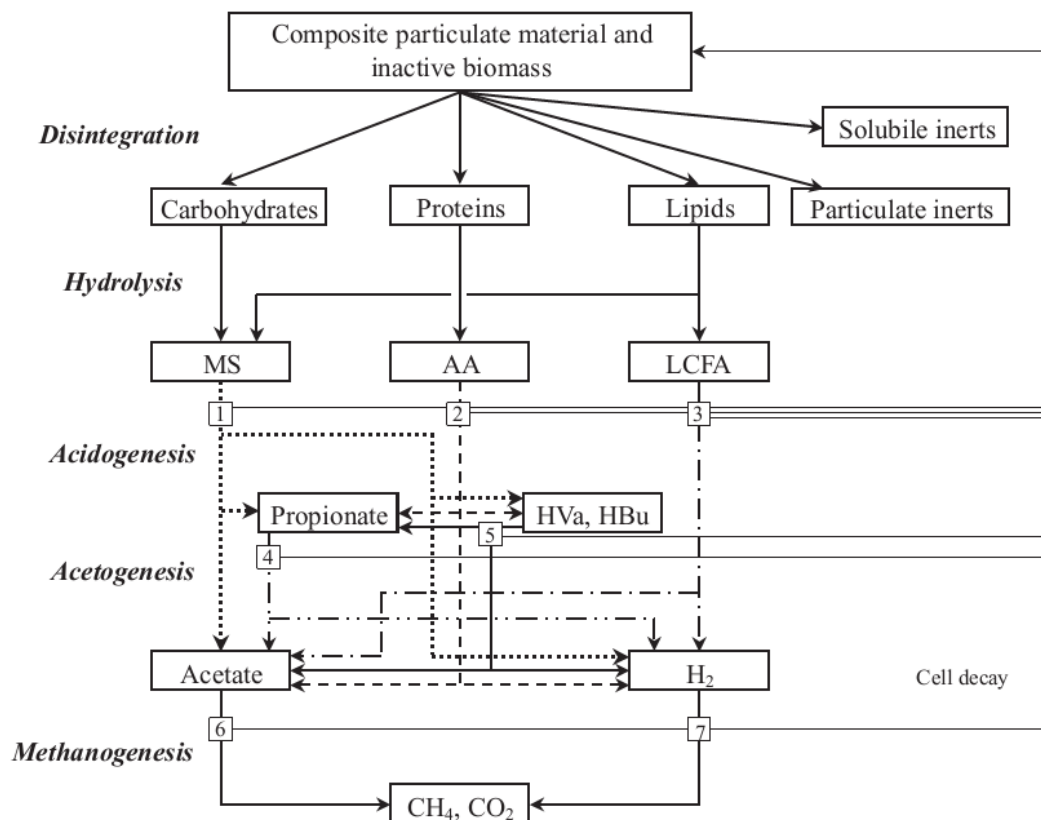 Composite particulate material and
inactive biomass
Disintegration
Solubile inerts
Carbohydrates
Proteins
Lipids
Particulate inerts
Hydrolysis
MS
AA
LCFA
1
2
3
Acidogenesis
Propionate
HVa, HBu
5
4
Acetogenesis
Acetate
H₂
Cell decay
6
7
Methanogenesis
CH₄, CO₂